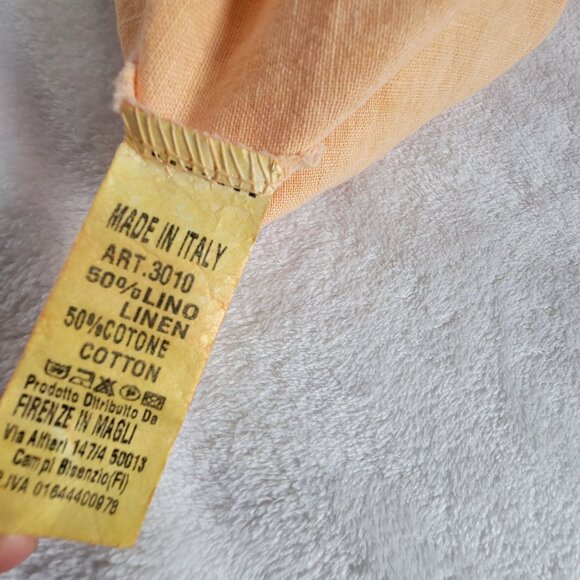 MADE IN ITALY
ART.3010
50%LINO
LINEN
50%COTONE
COTTON
Prodotto Ditributto Da
FIRENZE IN MAGLI
Via Alfieri 147/4 50013
Campi Bisenzio(FI)
P.IVA 01644400978